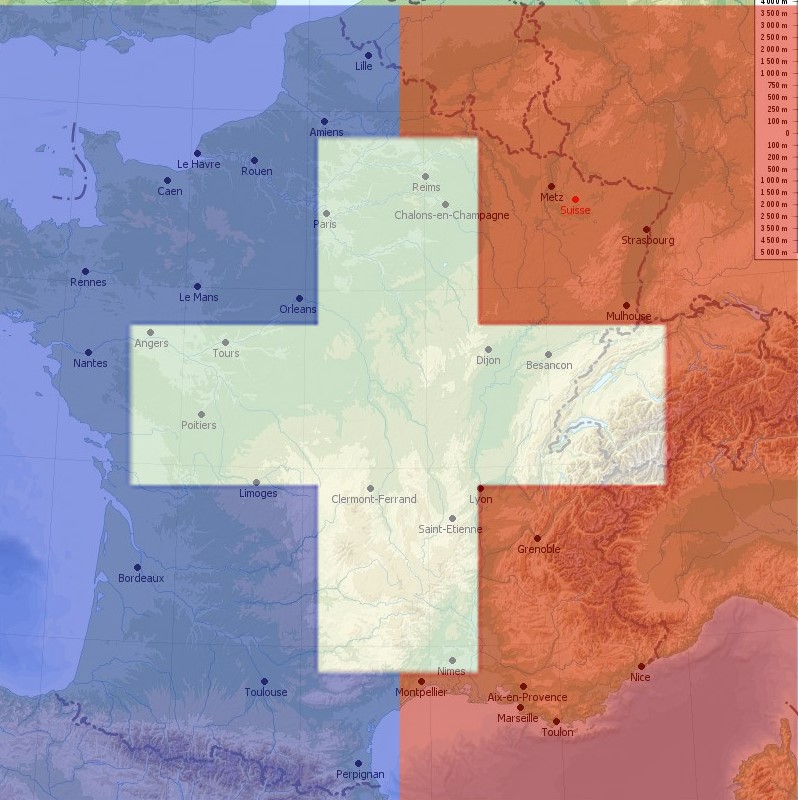 4 000 m
3 500 m
3 000 m
2 500 m
2 000 m
1 500 m
1 000 m
750 m
500 m
250 m
100 m
0
100 m
200 m
500 m
1 000 m
1 500 m
2 000 m
2 500 m
3 500 m
4 500 m
5 000 m
Lille
Amiens
Le Havre
Rouen
Caen
Reims
Metz
Suisse
Chalons-en-Champagne
Paris
Strasbourg
Rennes
Le Mans
Orleans
Mulhouse
Angers
Tours
Nantes
Dijon
Besancon
Poitiers
Limoges
Clermont-Ferrand
Lyon
Saint-Etienne
Grenoble
Bordeaux
Nimes
Nice
Toulouse
Montpellier
Aix-en-Provence
Marseille
Toulon
Perpignan